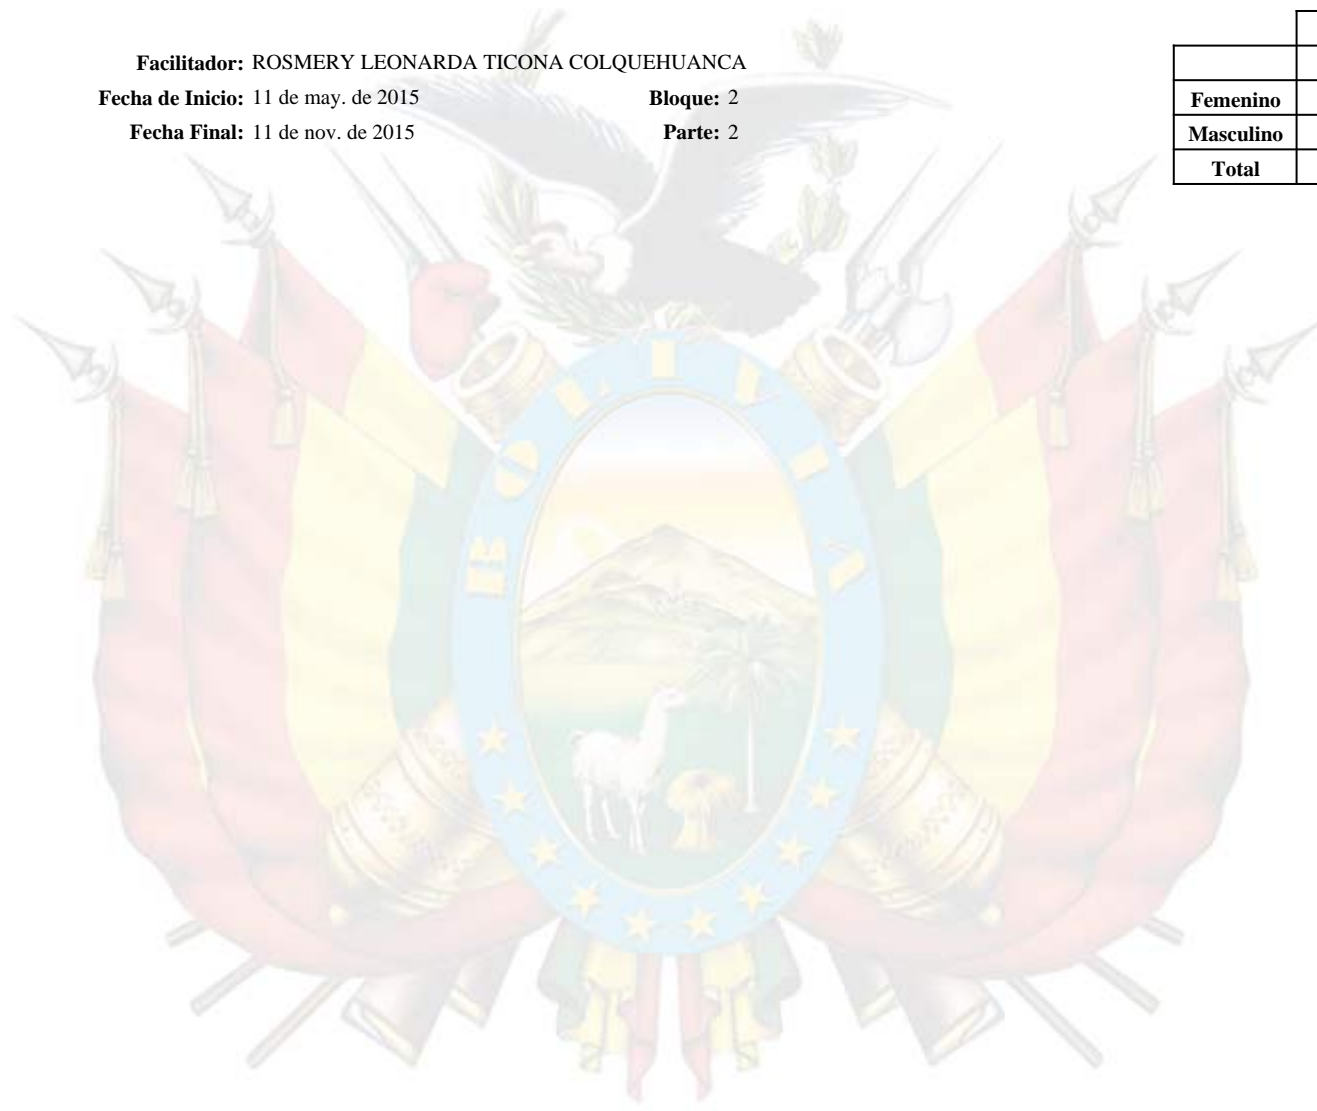 Facilitador: ROSMERY LEONARDA TICONA COLQUEHUANCA
Fecha de Inicio: 11 de may. de 2015 Bloque: 2
Fecha Final: 11 de nov. de 2015 Parte: 2
Femenino
Masculino
Total
BOLIVIA